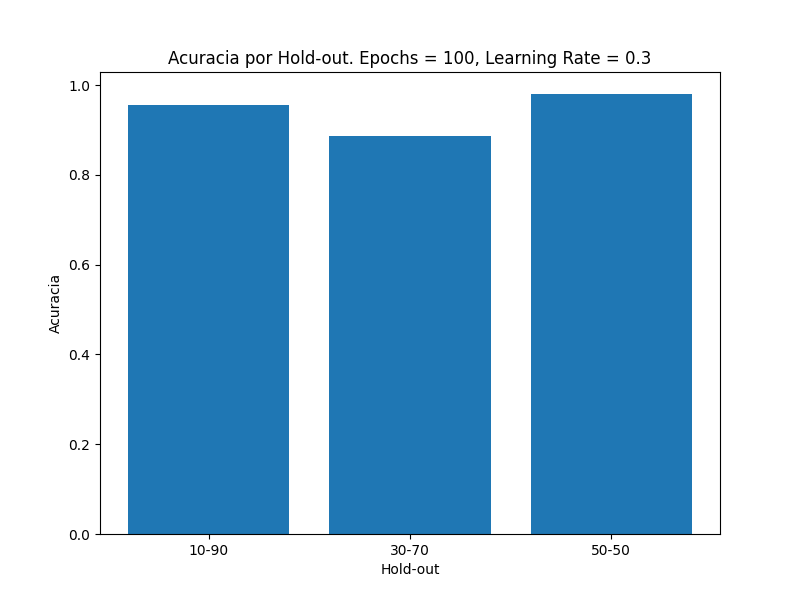 Acuracia por Hold-out. Epochs = 100, Learning Rate = 0.3
1.0
0.8
0.6
0.4
0.2
0.0
Acuracia
10-90 30-70 50-50
Hold-out